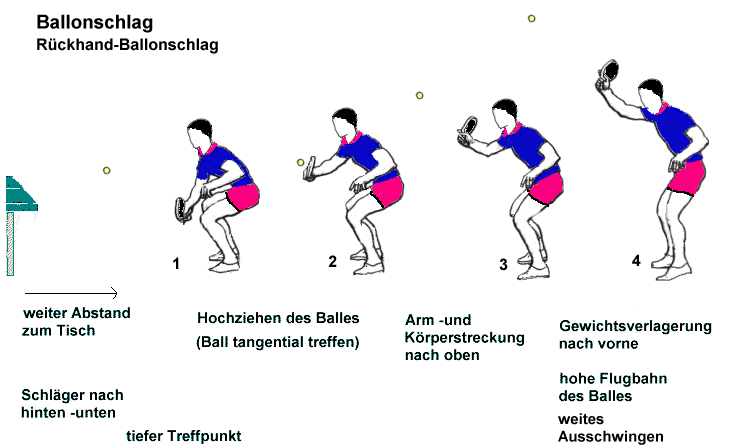 Ballonschlag
Rückhand-Ballonschlag
1
2
3
4
weiter Abstand
zum Tisch
Hochziehen des Balles
(Ball tangential treffen)
Arm -und
Körperstreckung
nach oben
Gewichtsverlagerung
nach vorne
Schläger nach
hinten -unten
hohe Flugbahn
des Balles
tiefer Treffpunkt
weites
Ausschwingen